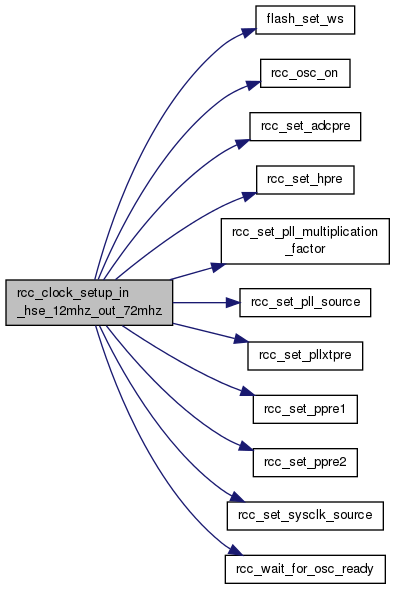 flash_set_ws
rcc_osc_on
rcc_set_adcpre
rcc_set_hpre
rcc_set_pll_multiplication
_factor
rcc_clock_setup_in
_hse_12mhz_out_72mhz
rcc_set_pll_source
rcc_set_pllxtpre
rcc_set_ppre1
rcc_set_ppre2
rcc_set_sysclk_source
rcc_wait_for_osc_ready